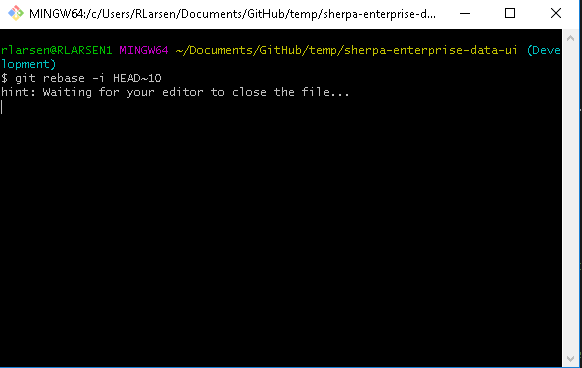 MINGW64:/c/Users/RLarsen/Documents/GitHub/temp/sherpa-enterprise-d...
rlarsen@RLARSEN1 MINGW64 ~/Documents/GitHub/temp/sherpa-enterprise-data-ui (Deve
lopment)
$ git rebase -i HEAD~10
hint: Waiting for your editor to close the file...